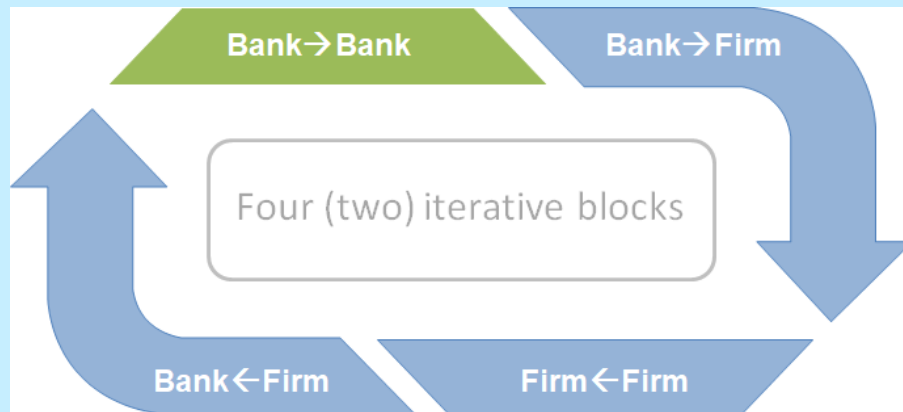 Bank→Bank
Bank→Firm
Four (two) iterative blocks
Bank←Firm
Firm←Firm